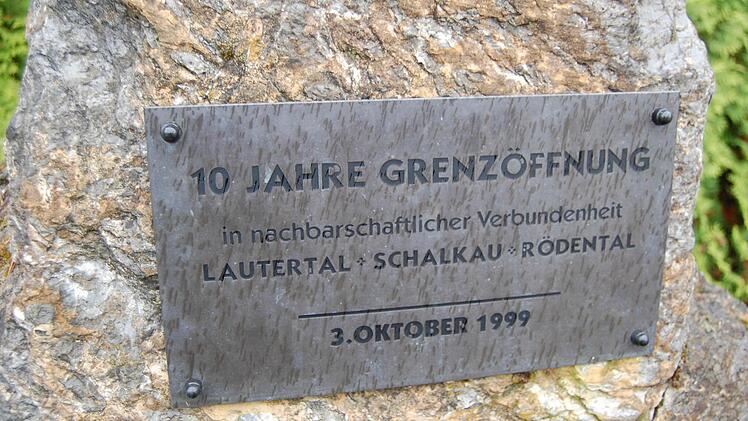 10 JAHRE GRENZÖFFNUNG
in nachbarschaftlicher Verbundenheit
LAUTERTAL + SCHALKAU + RÖDENTAL
3. OKTOBER 1999